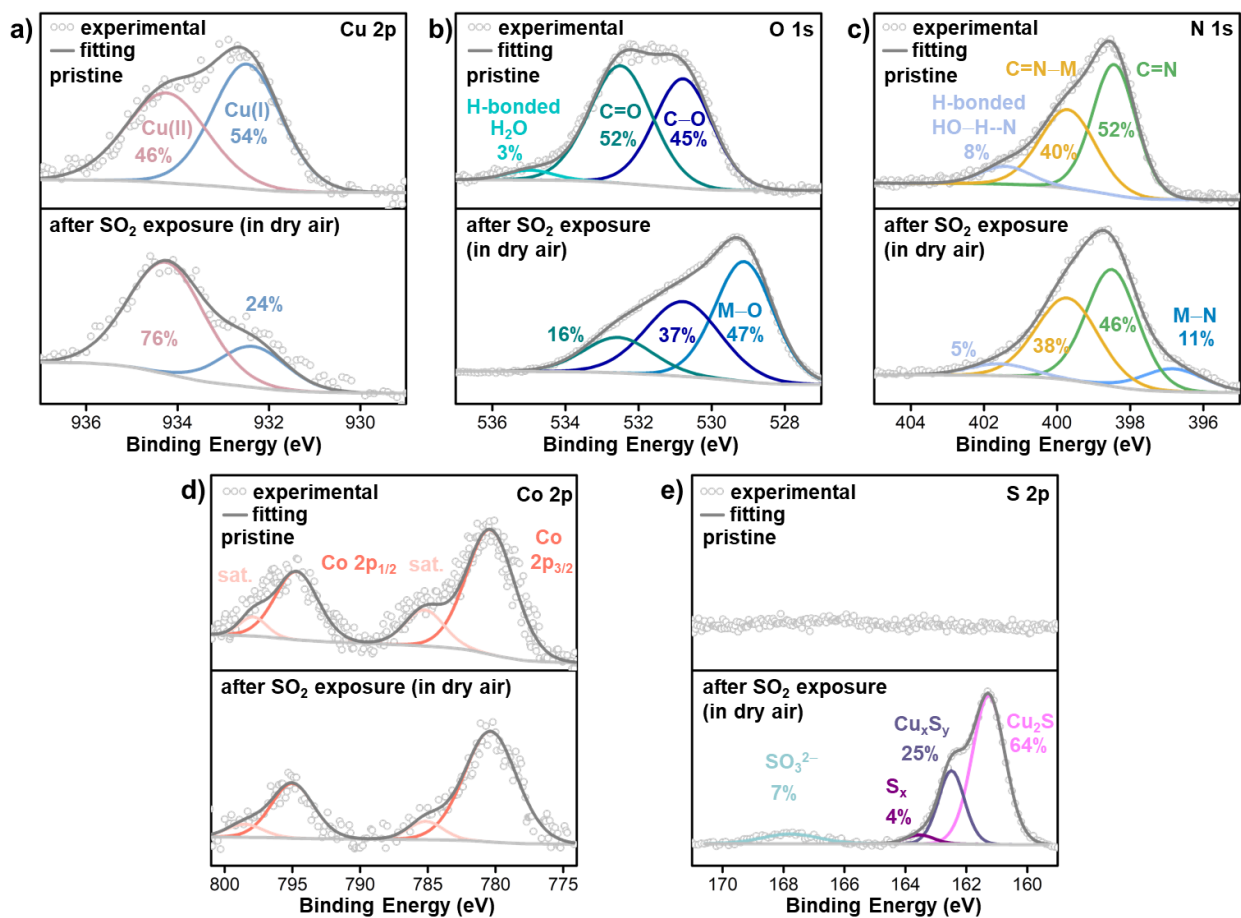 a)
experimental
Cu 2p
fitting
pristine
Cu(II)
46%
Cu(I)
54%
after SO₂ exposure (in dry air)
76%
24%
936 934 932 930
Binding Energy (eV)
b)
experimental
O 1s
fitting
pristine
H-bonded
H₂O
3%
C=O
52%
C–O
45%
after SO₂ exposure
(in dry air)
16%
37%
M–O
47%
536 534 532 530 528
Binding Energy (eV)
c)
experimental
N 1s
fitting
pristine
C=N–M
C=N
H-bonded
HO–H--N
8%
40%
52%
after SO₂ exposure
(in dry air)
5%
38%
46%
M–N
11%
404 402 400 398 396
Binding Energy (eV)
d)
experimental
Co 2p
fitting
pristine
sat.
Co 2p₁/₂
sat.
Co
2p₃/₂
after SO₂ exposure (in dry air)
800 795 790 785 780 775
Binding Energy (eV)
e)
experimental
S 2p
fitting
pristine
after SO₂ exposure
(in dry air)
SO₃²⁻
7%
Sₓ
4%
CuₓSᵧ
25%
Cu₂S
64%
170 168 166 164 162 160
Binding Energy (eV)